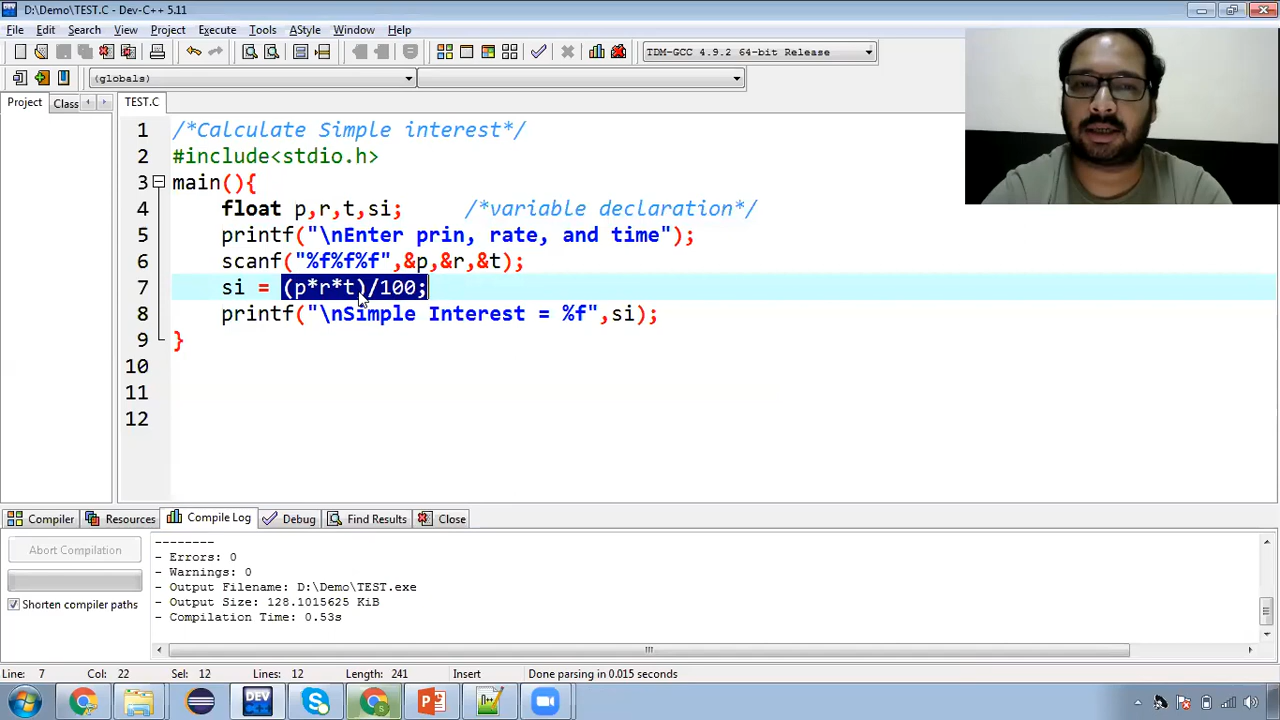 D:\Demo\TEST.C - Dev-C++ 5.11
File Edit Search View Project Execute Tools AStyle Window Help
TDM-GCC 4.9.2 64-bit Release
(globals)
Project Class TEST.C
1 /*Calculate Simple interest*/
2 #include<stdio.h>
3 main(){
4 float p,r,t,si; /*variable declaration*/
5 printf("\nEnter prin, rate, and time");
6 scanf("%f%f%f",&p,&r,&t);
7 si = (p*r*t)/100;
8 printf("\nSimple Interest = %f",si);
9 }
10
11
12
Compiler Resources Compile Log Debug Find Results Close
Abort Compilation
Shorten compiler paths
--------
- Errors: 0
- Warnings: 0
- Output Filename: D:\Demo\TEST.exe
- Output Size: 128.1015625 KiB
- Compilation Time: 0.53s
Line: 7 Col: 22 Sel: 12 Lines: 12 Length: 241 Insert Done parsing in 0.015 seconds
DEV